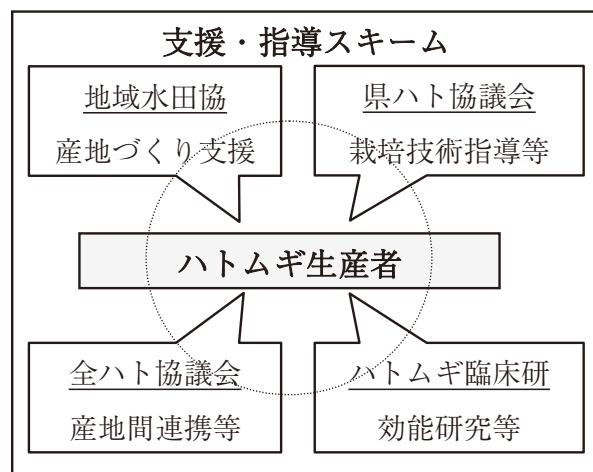 支援・指導スキーム
地域水田協
産地づくり支援
県ハト協議会
栽培技術指導等
ハトムギ生産者
全ハト協議会
産地間連携等
ハトムギ臨床研
効能研究等